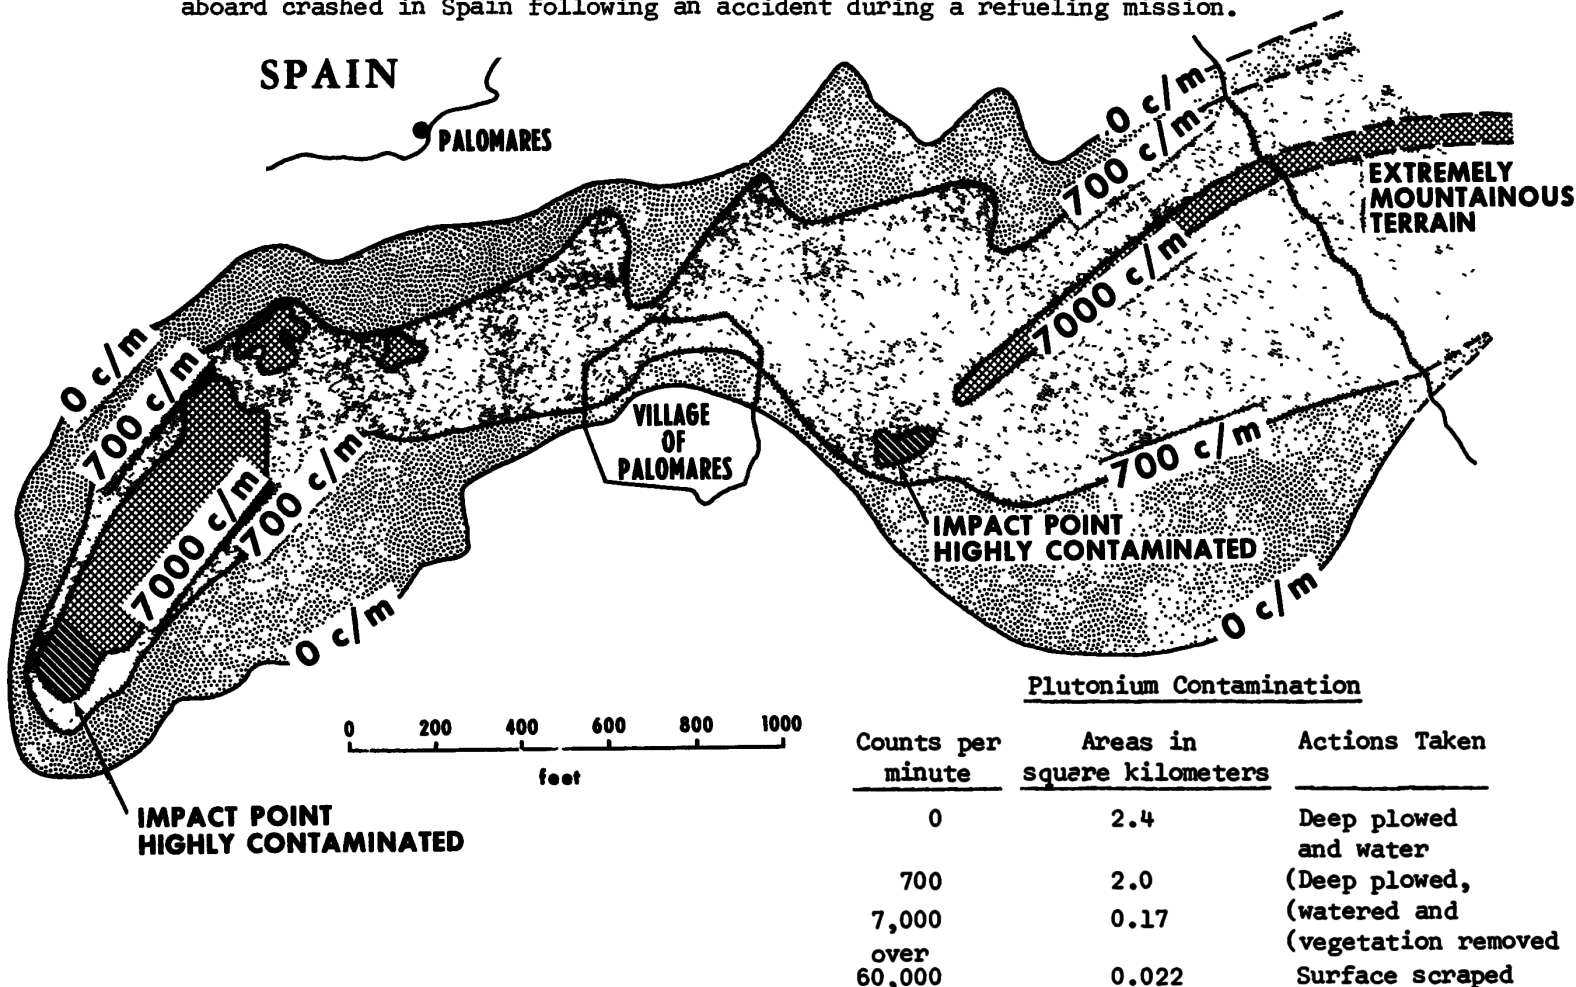 aboard crashed in Spain following an accident during a refueling mission.
SPAIN
PALOMARES
0 c/m
700 c/m
7000 c/m
EXTREMELY
MOUNTAINOUS
TERRAIN
0 c/m
700 c/m
7000 c/m
700 c/m
0 c/m
VILLAGE
OF
PALOMARES
700 c/m
IMPACT POINT
HIGHLY CONTAMINATED
0 c/m
0 200 400 600 800 1000
feet
IMPACT POINT
HIGHLY CONTAMINATED
Plutonium Contamination
Counts per Areas in Actions Taken
minute square kilometers
0 2.4 Deep plowed
and water
700 2.0 (Deep plowed,
7,000 0.17 (watered and
over (vegetation removed
60,000 0.022 Surface scraped